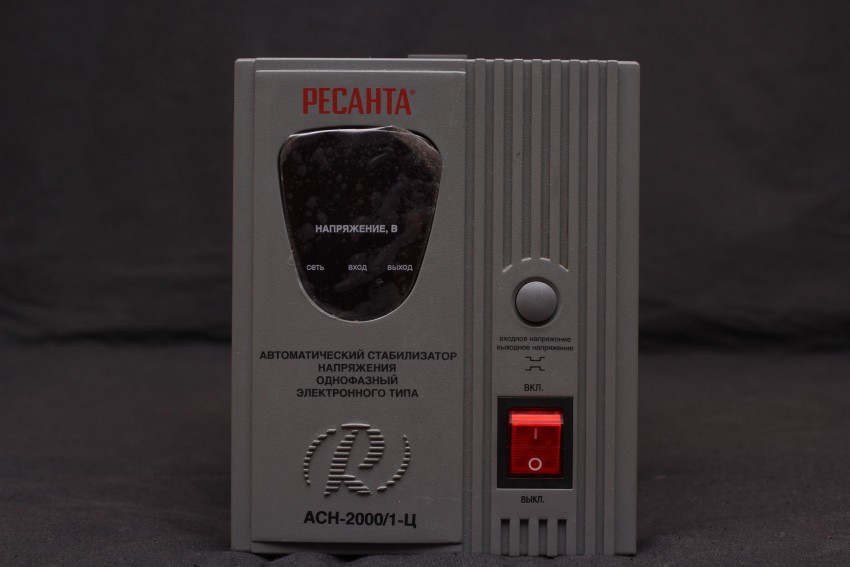 РЕСАНТА®
НАПРЯЖЕНИЕ, В
сеть вход выход
АВТОМАТИЧЕСКИЙ СТАБИЛИЗАТОР
НАПРЯЖЕНИЯ
ОДНОФАЗНЫЙ
ЭЛЕКТРОННОГО ТИПА
R
АСН-2000/1-Ц
входное напряжение
выходное напряжение
ВКЛ.
I
O
ВЫКЛ.